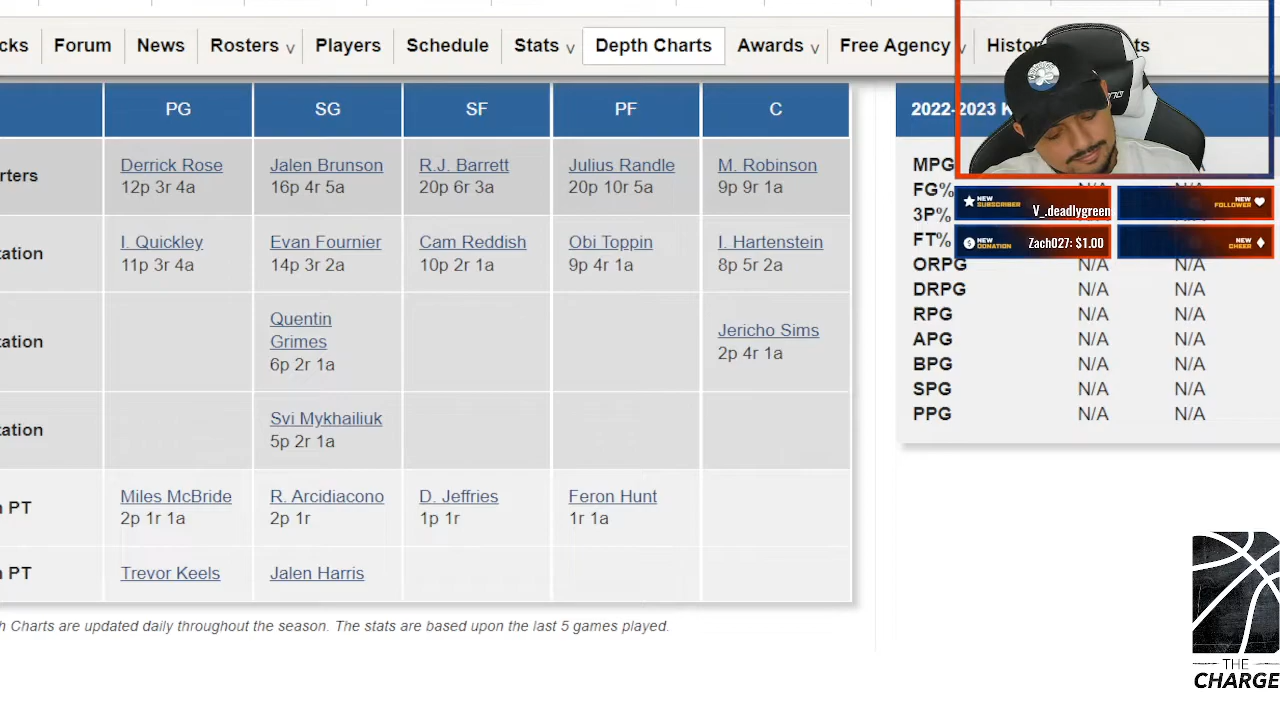 cks Forum News Rosters v Players Schedule Stats v Depth Charts Awards v Free Agency v
PG SG SF PF C
rters Derrick Rose Jalen Brunson R.J. Barrett Julius Randle M. Robinson
12p 3r 4a 16p 4r 5a 20p 6r 3a 20p 10r 5a 9p 9r 1a
tation I. Quickley Evan Fournier Cam Reddish Obi Toppin I. Hartenstein
11p 3r 4a 14p 3r 2a 10p 2r 1a 9p 4r 1a 8p 5r 2a
tation Quentin
Grimes
6p 2r 1a
Jericho Sims
2p 4r 1a
tation Svi Mykhailiuk
5p 2r 1a
PT Miles McBride R. Arcidiacono D. Jeffries Feron Hunt
2p 1r 1a 2p 1r 1p 1r 1r 1a
PT Trevor Keels Jalen Harris
h Charts are updated daily throughout the season. The stats are based upon the last 5 games played.
2022-2023 K
MPG
FG%
3P%
FT%
ORPG N/A N/A
DRPG N/A N/A
RPG N/A N/A
APG N/A N/A
BPG N/A N/A
SPG N/A N/A
PPG N/A N/A
NEW
SUBSCRIBER
V_.deadlygreen
NEW
FOLLOWER
NEW
DONATION
Zach027: $1.00
NEW
CHEER
THE
CHARGE